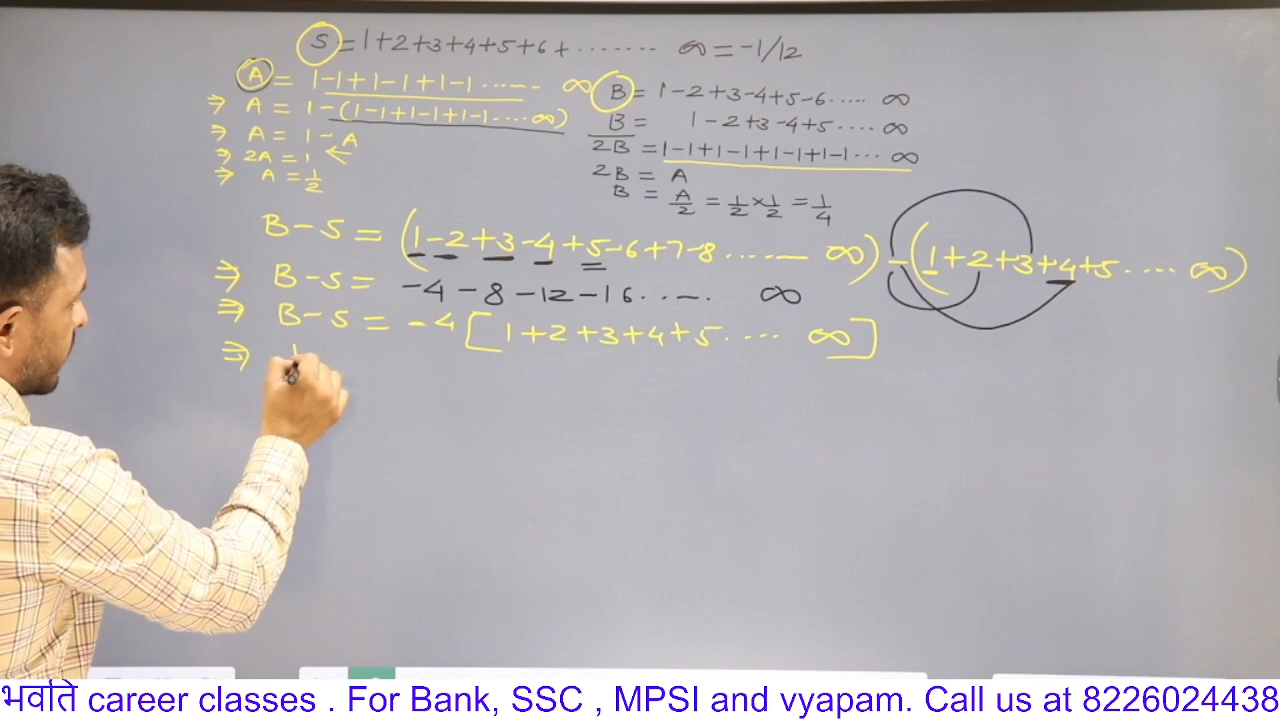 S = 1+2+3+4+5+6+ ....... ∞ = -1/12
A = 1-1+1-1+1-1 ...... ∞
⇒ A = 1-(1-1+1-1+1-1....∞)
⇒ A = 1-A
⇒ 2A = 1 ←
⇒ A = 1/2
B = 1-2+3-4+5-6..... ∞
B = 1-2+3-4+5.... ∞
2B = 1-1+1-1+1-1+1-1... ∞
2B = A
B = A/2 = 1/2 × 1/2 = 1/4
B-S = (1-2+3-4+5-6+7-8....... ∞) - (1+2+3+4+5.... ∞)
⇒ B-S = -4-8-12-16..... ∞
⇒ B-S = -4[1+2+3+4+5.... ∞]
⇒
भवति career classes . For Bank, SSC , MPSI and vyapam. Call us at 8226024438